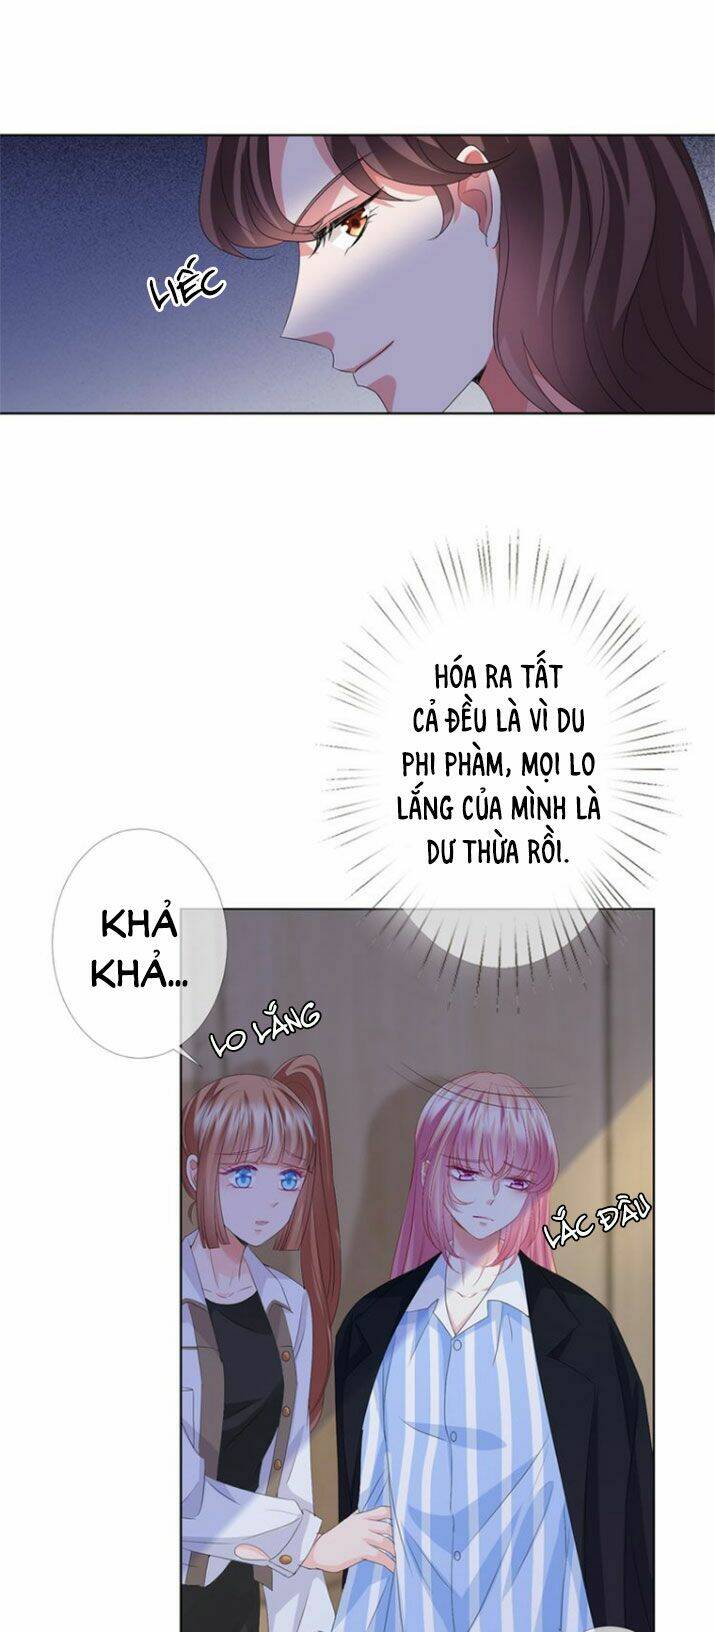 LIẾC
HÓA RA TẤT
CẢ ĐỀU LÀ VÌ DU
PHI PHÀM, MỌI LO
LẮNG CỦA MÌNH LÀ
DƯ THỪA RỒI.
KHẢ
KHẢ...
LO LẮNG
LẮC ĐẦU